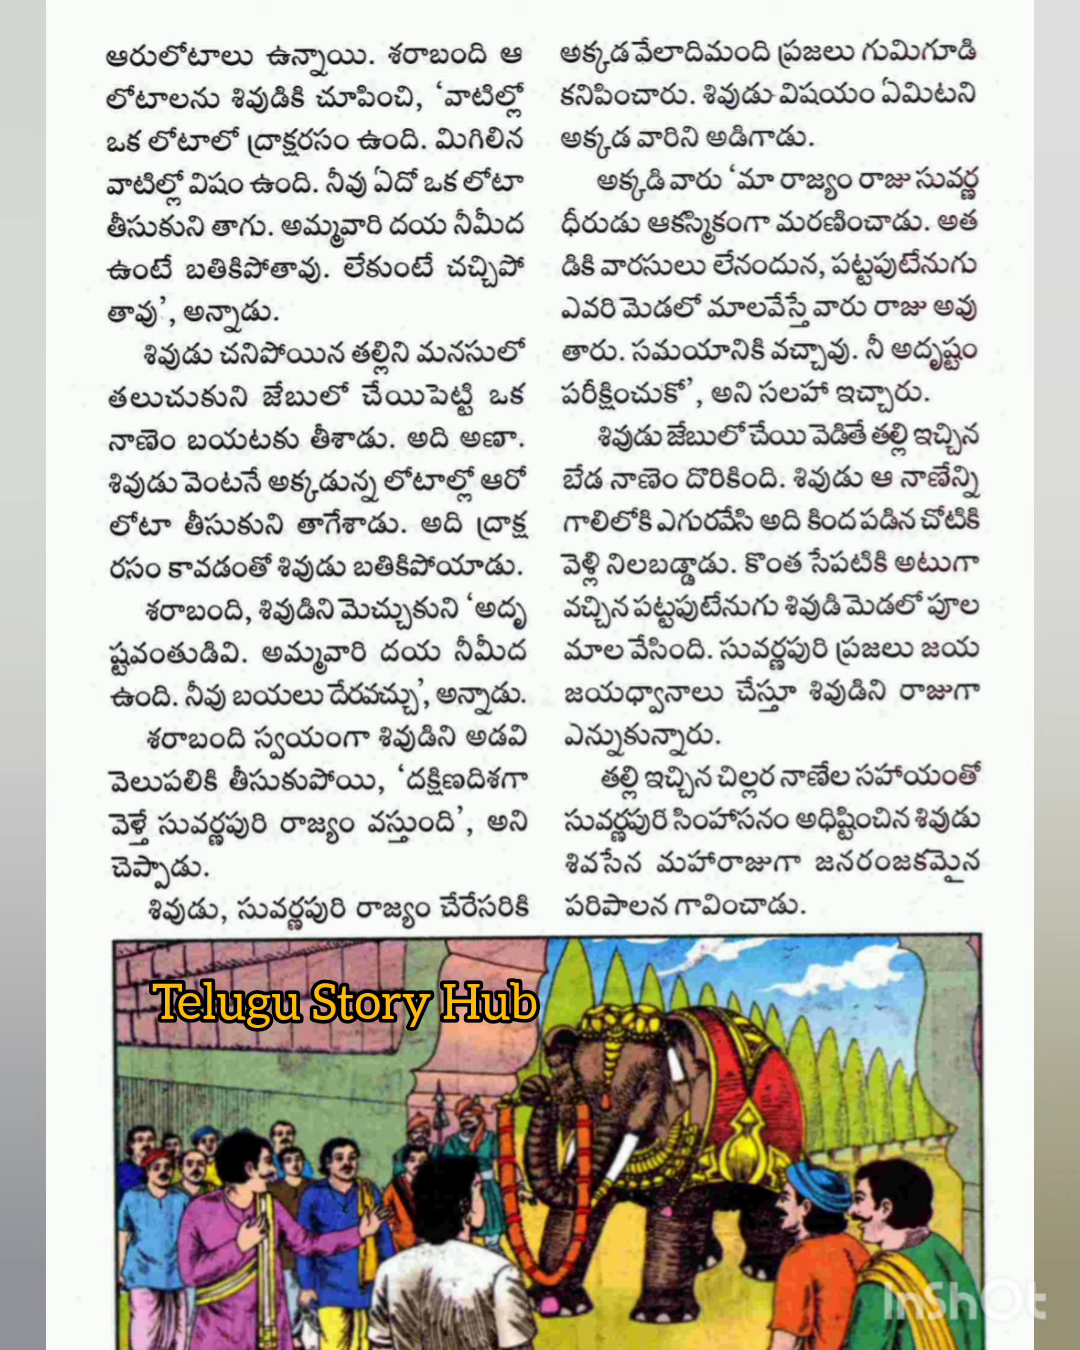 ఆరులోటాలు ఉన్నాయి. శరాబంది ఆ
లోటాలను శివుడికి చూపించి, ‘వాటిల్లో
ఒక లోటాలో ద్రాక్షరసం ఉంది. మిగిలిన
వాటిల్లో విషం ఉంది. నీవు ఏదో ఒక లోటా
తీసుకుని తాగు. అమ్మవారి దయ నీమీద
ఉంటే బతికిపోతావు. లేకుంటే చచ్చిపో
తావు’, అన్నాడు.
శివుడు చనిపోయిన తల్లిని మనసులో
తలుచుకుని జేబులో చేయిపెట్టి ఒక
నాణెం బయటకు తీశాడు. అది అణా.
శివుడు వెంటనే అక్కడున్న లోటాల్లో ఆరో
లోటా తీసుకుని తాగేశాడు. అది ద్రాక్ష
రసం కావడంతో శివుడు బతికిపోయాడు.
శరాబంది, శివుడిని మెచ్చుకుని ‘అదృ
ష్టవంతుడివి. అమ్మవారి దయ నీమీద
ఉంది. నీవు బయలు దేరవచ్చు’, అన్నాడు.
శరాబంది స్వయంగా శివుడిని అడవి
వెలుపలికి తీసుకుపోయి, ‘దక్షిణదిశగా
వెళ్తే సువర్ణపురి రాజ్యం వస్తుంది’, అని
చెప్పాడు.
శివుడు, సువర్ణపురి రాజ్యం చేరేసరికి
అక్కడ వేలాదిమంది ప్రజలు గుమిగూడి
కనిపించారు. శివుడు విషయం ఏమిటని
అక్కడ వారిని అడిగాడు.
అక్కడి వారు ‘మా రాజ్యం రాజు సువర్ణ
ధీరుడు ఆకస్మికంగా మరణించాడు. అత
డికి వారసులు లేనందున, పట్టపుటేనుగు
ఎవరి మెడలో మాలవేస్తే వారు రాజు అవు
తారు. సమయానికి వచ్చావు. నీ అదృష్టం
పరీక్షించుకో’, అని సలహా ఇచ్చారు.
శివుడు జేబులో చేయి వెడితే తల్లి ఇచ్చిన
బేడ నాణెం దొరికింది. శివుడు ఆ నాణేన్ని
గాలిలోకి ఎగురవేసి అది కింద పడిన చోటికి
వెళ్లి నిలబడ్డాడు. కొంత సేపటికి అటుగా
వచ్చిన పట్టపుటేనుగు శివుడి మెడలో పూల
మాల వేసింది. సువర్ణపురి ప్రజలు జయ
జయధ్వానాలు చేస్తూ శివుడిని రాజుగా
ఎన్నుకున్నారు.
తల్లి ఇచ్చిన చిల్లర నాణేల సహాయంతో
సువర్ణపురి సింహాసనం అధిష్టించిన శివుడు
శివసేన మహారాజుగా జనరంజకమైన
పరిపాలన గావించాడు.
Telugu Story Hub
InShOt